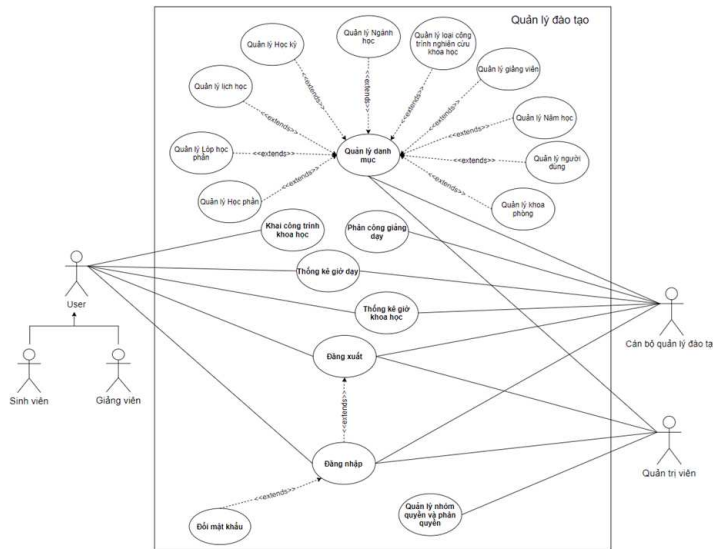 Quản lý đào tạo
Quản lý Ngành học
Quản lý Học kỳ
Quản lý loại công
trình nghiên cứu
khoa học
Quản lý giảng viên
Quản lý lịch học
Quản lý Năm học
Quản lý Lớp học
phần
Quản lý danh
mục
Quản lý người
dùng
Quản lý Học phần
Quản lý khoa
phòng
<<extends>>
<<extends>>
<<extends>>
<<extends>>
<<extends>>
<<extends>>
<<extends>>
<<extends>>
<<extends>>
<<extends>>
Khai công trình
khoa học
Phân công giảng
dạy
Thống kê giờ dạy
Thống kê giờ
khoa học
User
Cán bộ quản lý đào tạ
Đăng xuất
Sinh viên
Giảng viên
<<extends>>
Đăng nhập
Quản trị viên
<<extends>>
Quản lý nhóm
quyền và phân
quyền
Đổi mật khẩu